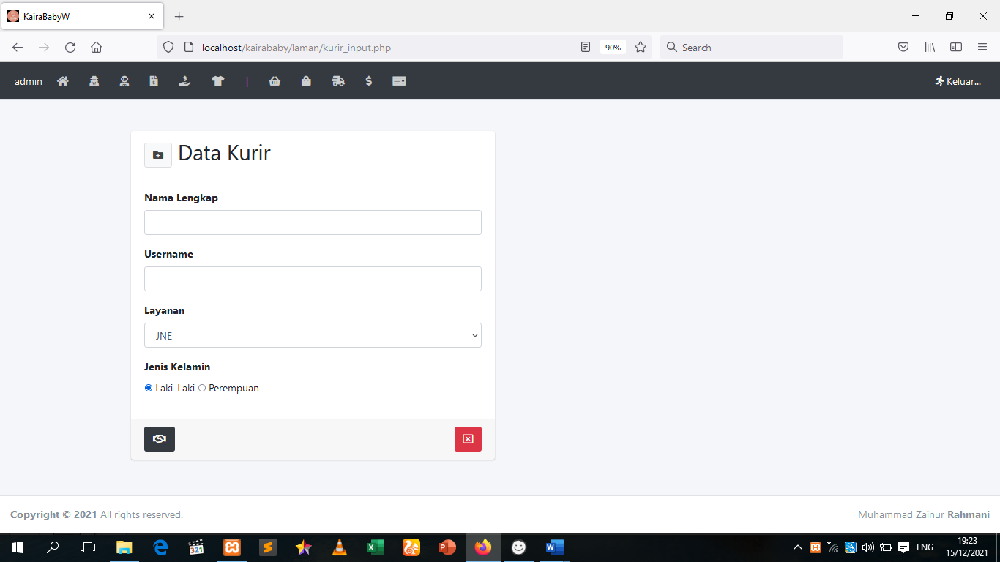 KairaBabyW
localhost/kairababy/laman/kurir_input.php
90%
Search
admin
|
Keluar...
Data Kurir
Nama Lengkap
Username
Layanan
JNE
Jenis Kelamin
Laki-Laki Perempuan
Copyright © 2021 All rights reserved.
Muhammad Zainur Rahmani
321
ENG
19:23
15/12/2021